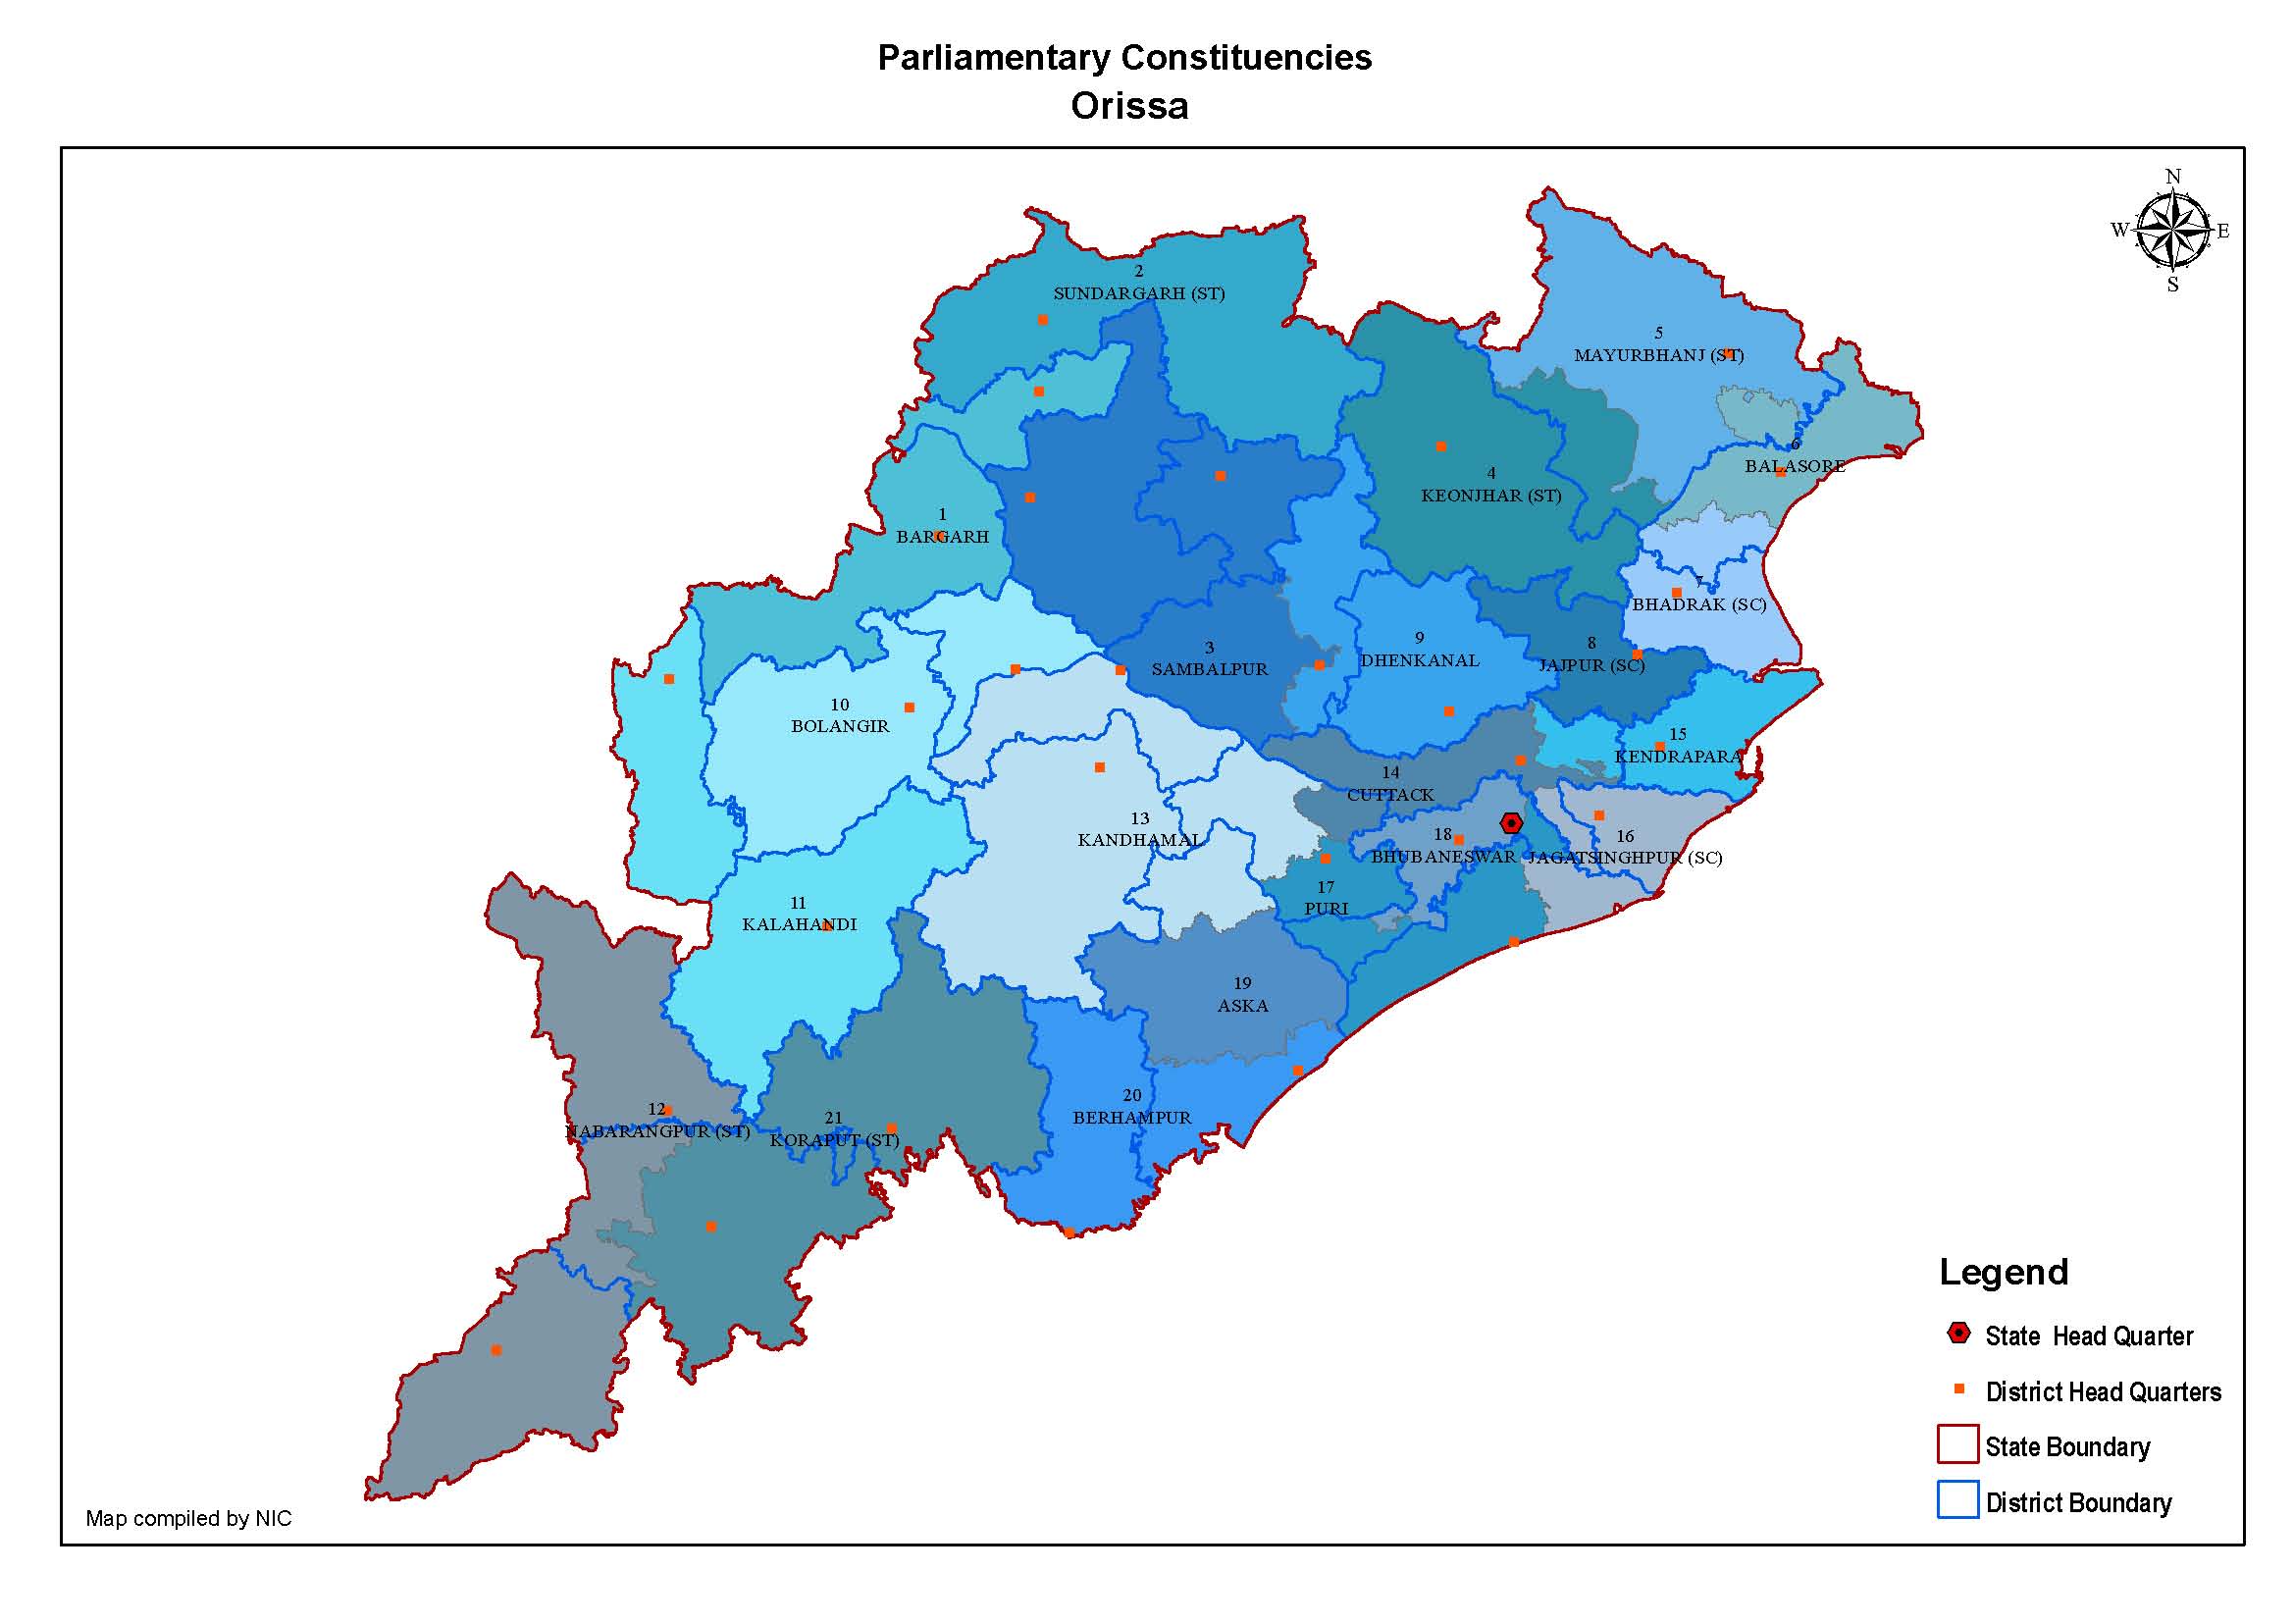 Parliamentary Constituencies
Orissa
N
W
E
S
2
SUNDARGARH (ST)
5
MAYURBHANJ (ST)
6
BALASORE
4
KEONJHAR (ST)
1
BARGARH
7
BHADRAK (SC)
3
SAMBALPUR
9
DHENKANAL
8
JAJPUR (SC)
10
BOLANGIR
15
KENDRAPARA
14
CUTTACK
13
KANDHAMAL
18
BHUBANESWAR
16
JAGATSINGHPUR (SC)
17
PURI
11
KALAHANDI
19
ASKA
20
BERHAMPUR
12
NABARANGPUR (ST)
21
KORAPUT (ST)
Legend
State Head Quarter
District Head Quarters
State Boundary
District Boundary
Map compiled by NIC